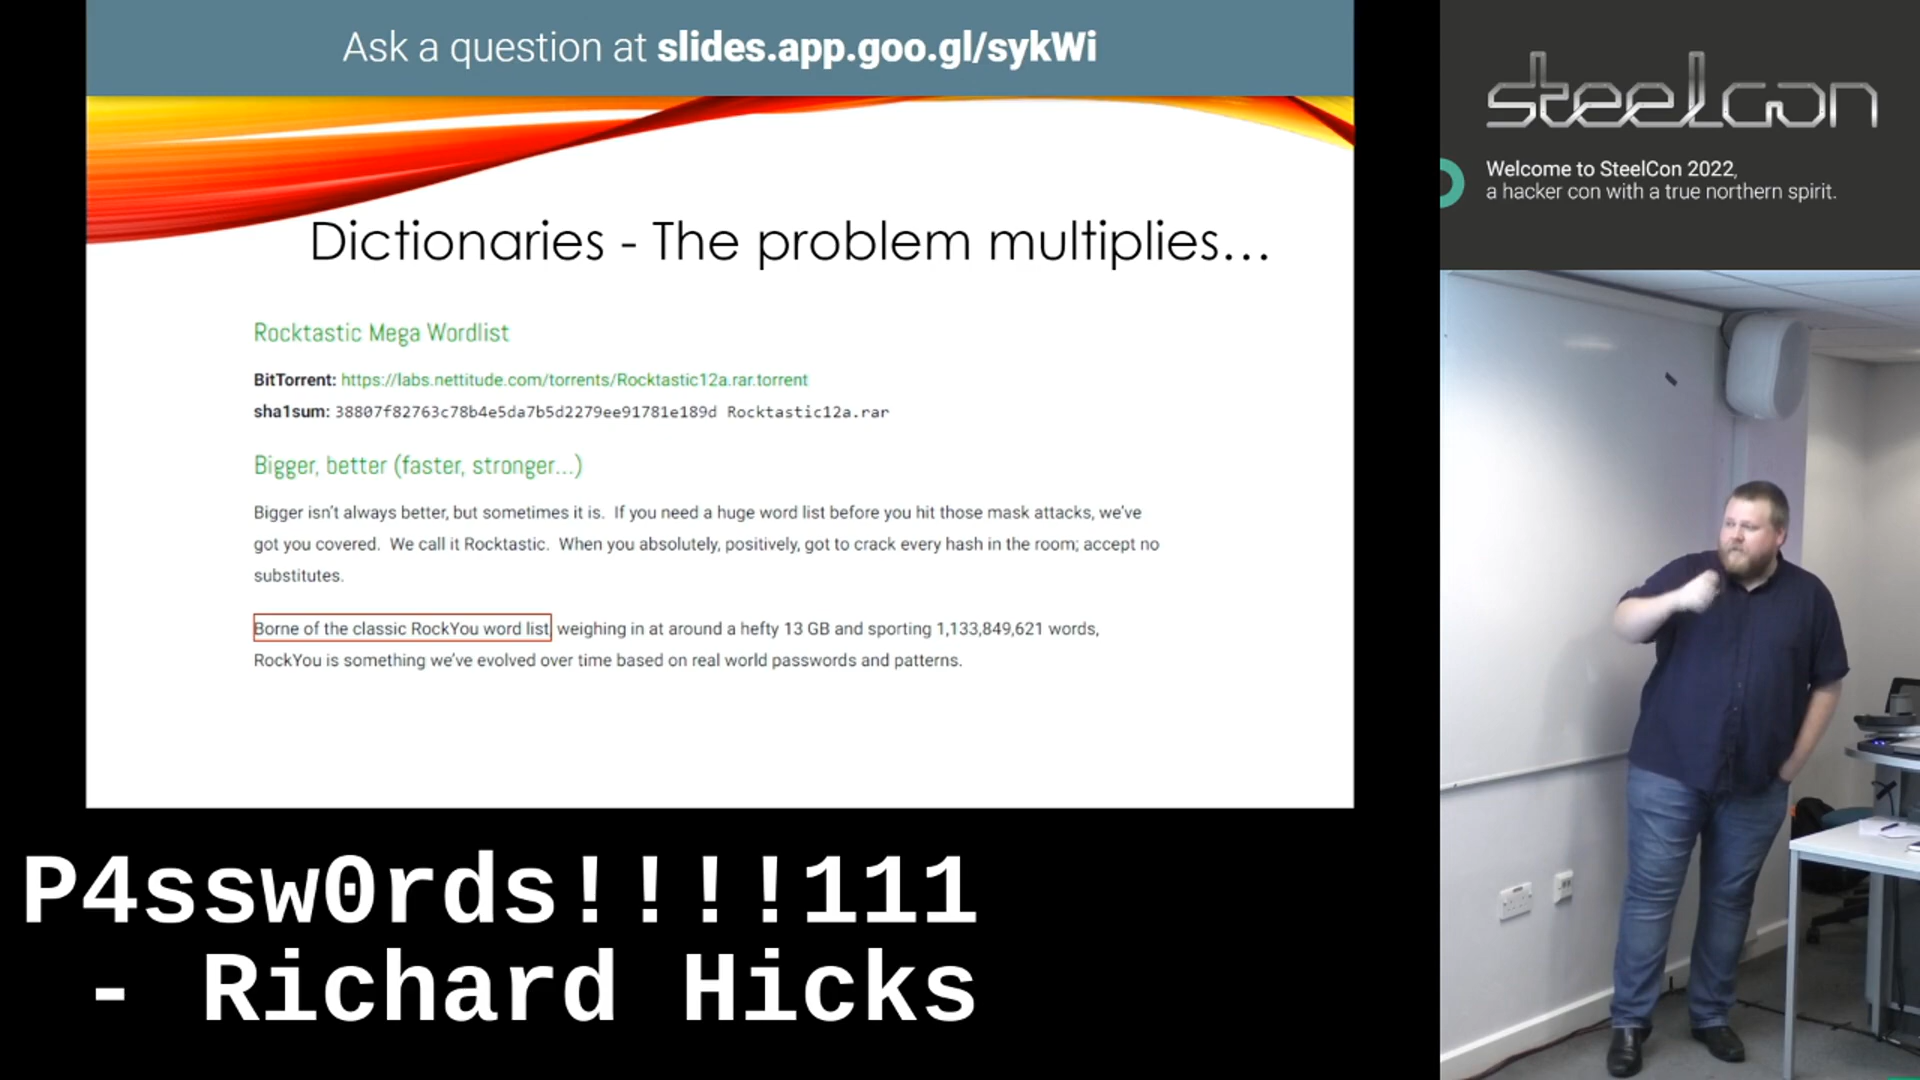 Ask a question at slides.app.goo.gl/sykWi
Dictionaries - The problem multiplies...
Rocktastic Mega Wordlist
BitTorrent: https://labs.nettitude.com/torrents/Rocktastic12a.rar.torrent
sha1sum: 38807f82763c78b4e5da7b5d2279ee91781e189d Rocktastic12a.rar
Bigger, better (faster, stronger...)
Bigger isn't always better, but sometimes it is. If you need a huge word list before you hit those mask attacks, we've
got you covered. We call it Rocktastic. When you absolutely, positively, got to crack every hash in the room; accept no
substitutes.
Borne of the classic RockYou word list, weighing in at around a hefty 13 GB and sporting 1,133,849,621 words,
RockYou is something we've evolved over time based on real world passwords and patterns.
P4ssw0rds!!!!111
- Richard Hicks
steelcon
Welcome to SteelCon 2022,
a hacker con with a true northern spirit.